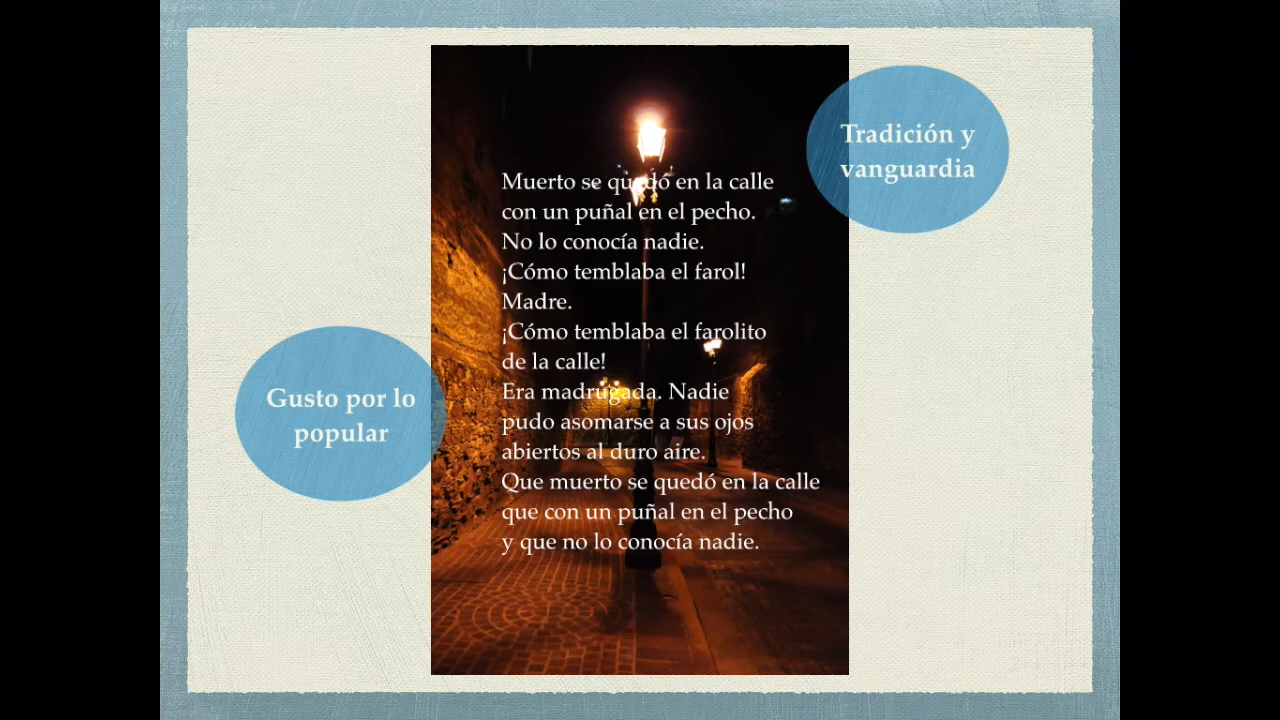 Tradición y
vanguardia
Muerto se quedó en la calle
con un puñal en el pecho.
No lo conocía nadie.
¡Cómo temblaba el farol!
Madre.
¡Cómo temblaba el farolito
de la calle!
Era madrugada. Nadie
pudo asomarse a sus ojos
abiertos al duro aire.
Que muerto se quedó en la calle
que con un puñal en el pecho
y que no lo conocía nadie.
Gusto por lo
popular